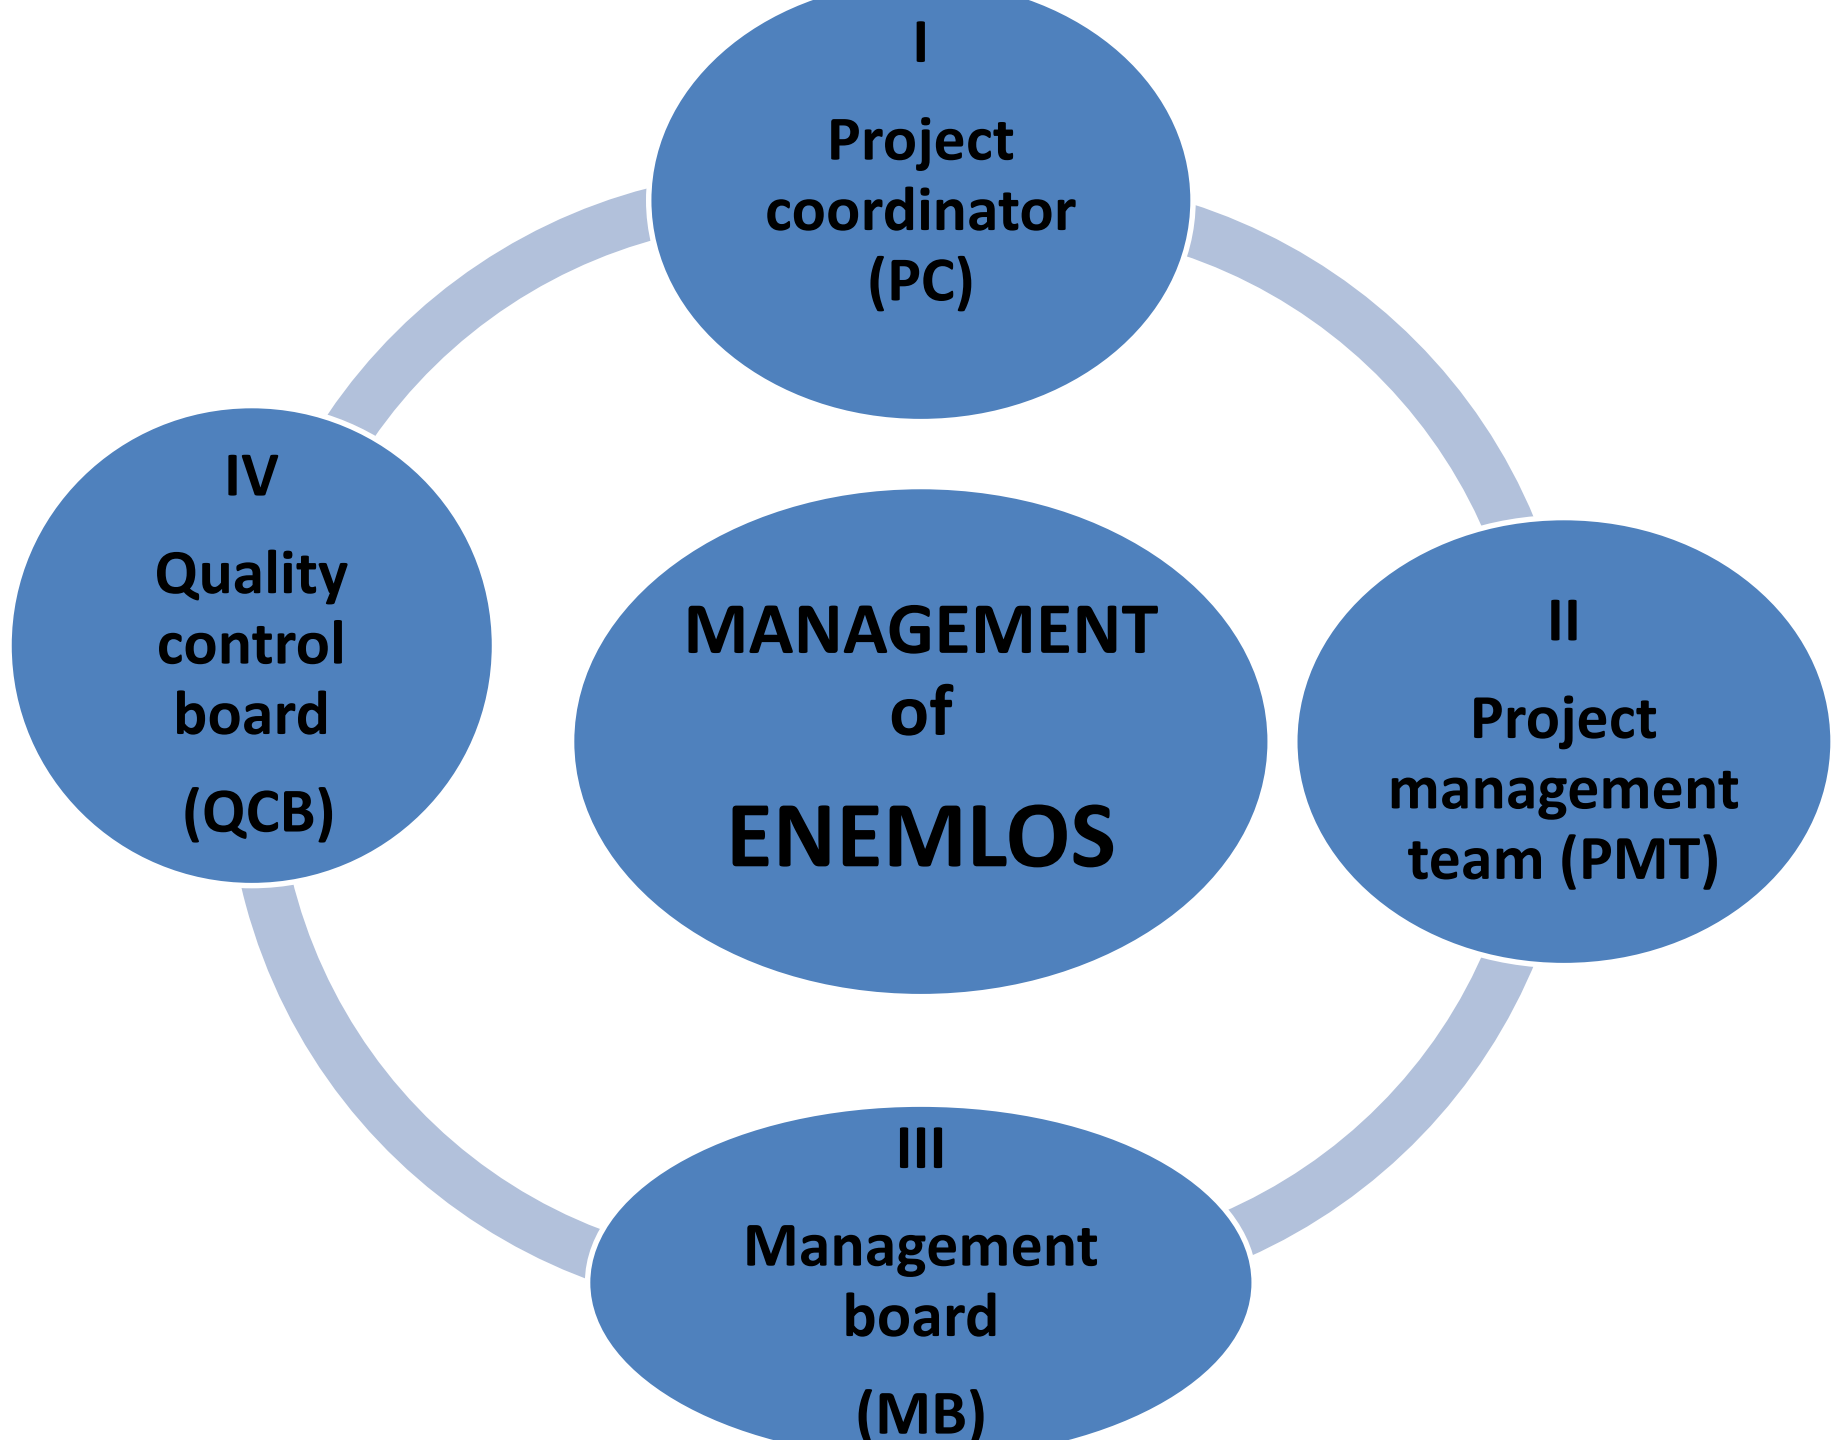 I
Project
coordinator
(PC)
IV
Quality
control
board
(QCB)
MANAGEMENT
of
ENEMLOS
II
Project
management
team (PMT)
III
Management
board
(MB)